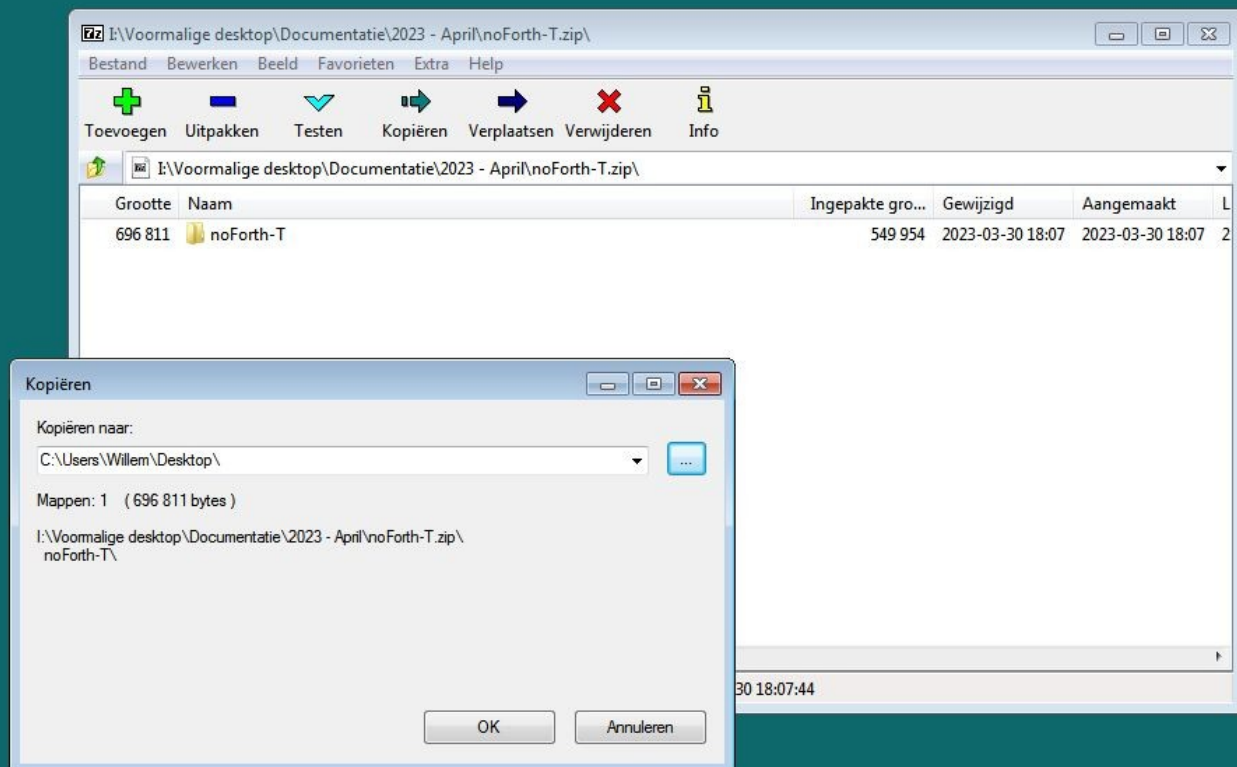 7z I:\Voormalige desktop\Documentatie\2023 - April\noForth-T.zip\
Bestand Bewerken Beeld Favorieten Extra Help
Toevoegen Uitpakken Testen Kopiëren Verplaatsen Verwijderen Info
I:\Voormalige desktop\Documentatie\2023 - April\noForth-T.zip\
Grootte Naam Ingepakte gro... Gewijzigd Aangemaakt L
696 811 noForth-T 549 954 2023-03-30 18:07 2023-03-30 18:07 2
30 18:07:44
Kopiëren
Kopiëren naar:
C:\Users\Willem\Desktop\
...
Mappen: 1 ( 696 811 bytes )
I:\Voormalige desktop\Documentatie\2023 - April\noForth-T.zip\
noForth-T\
OK Annuleren